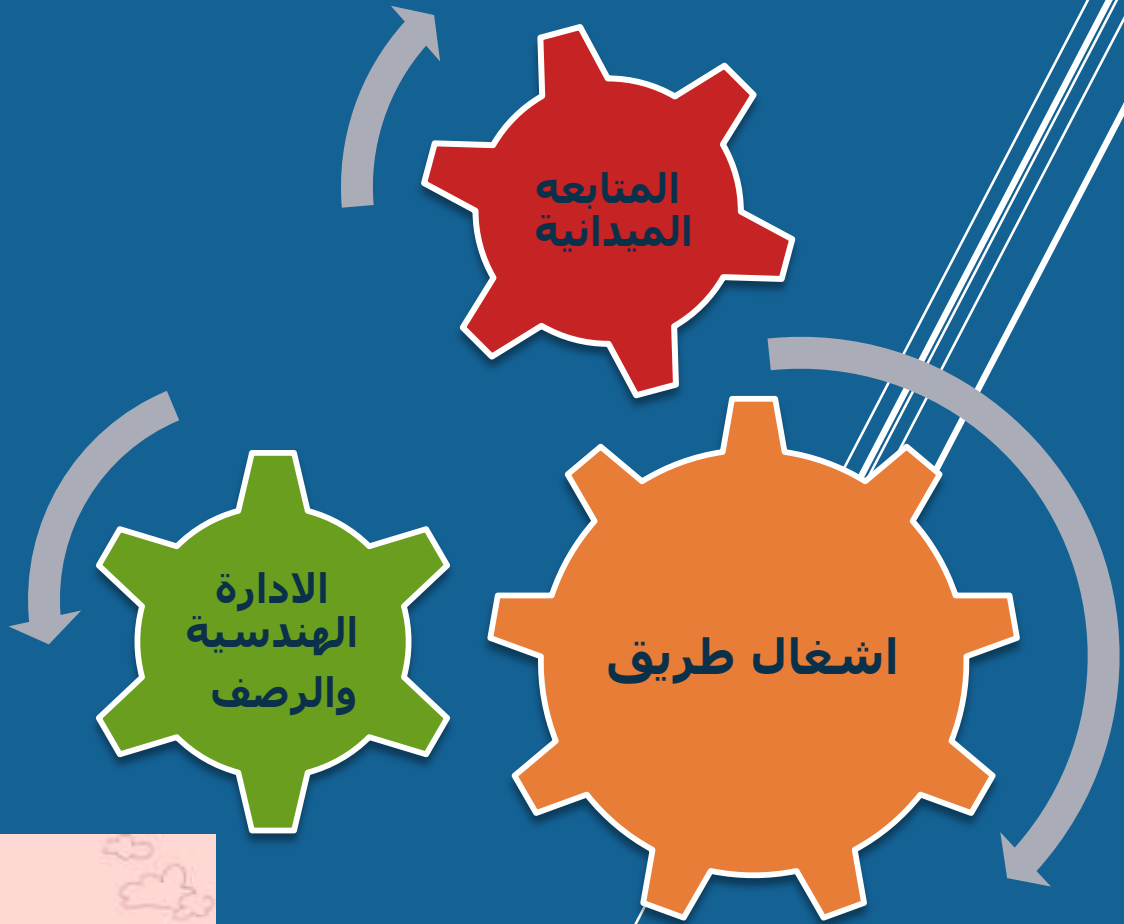 المتابعه
الميدانية
اشغال طريق
الادارة
الهندسية
والرصف